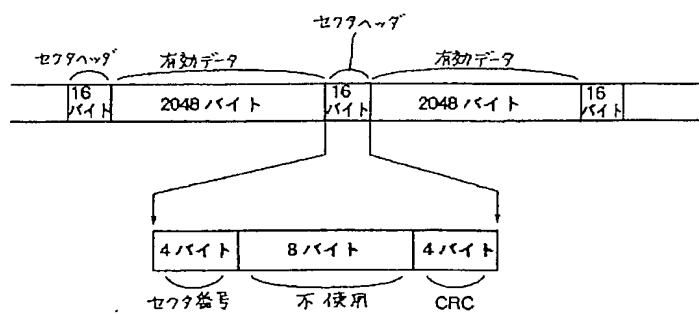 セクタヘッダ
セクタヘッダ 有効データ 有効データ
16 バイト 2048 バイト 16 バイト 2048 バイト 16 バイト
4 バイト 8 バイト 4 バイト
セクタ番号 不使用 CRC